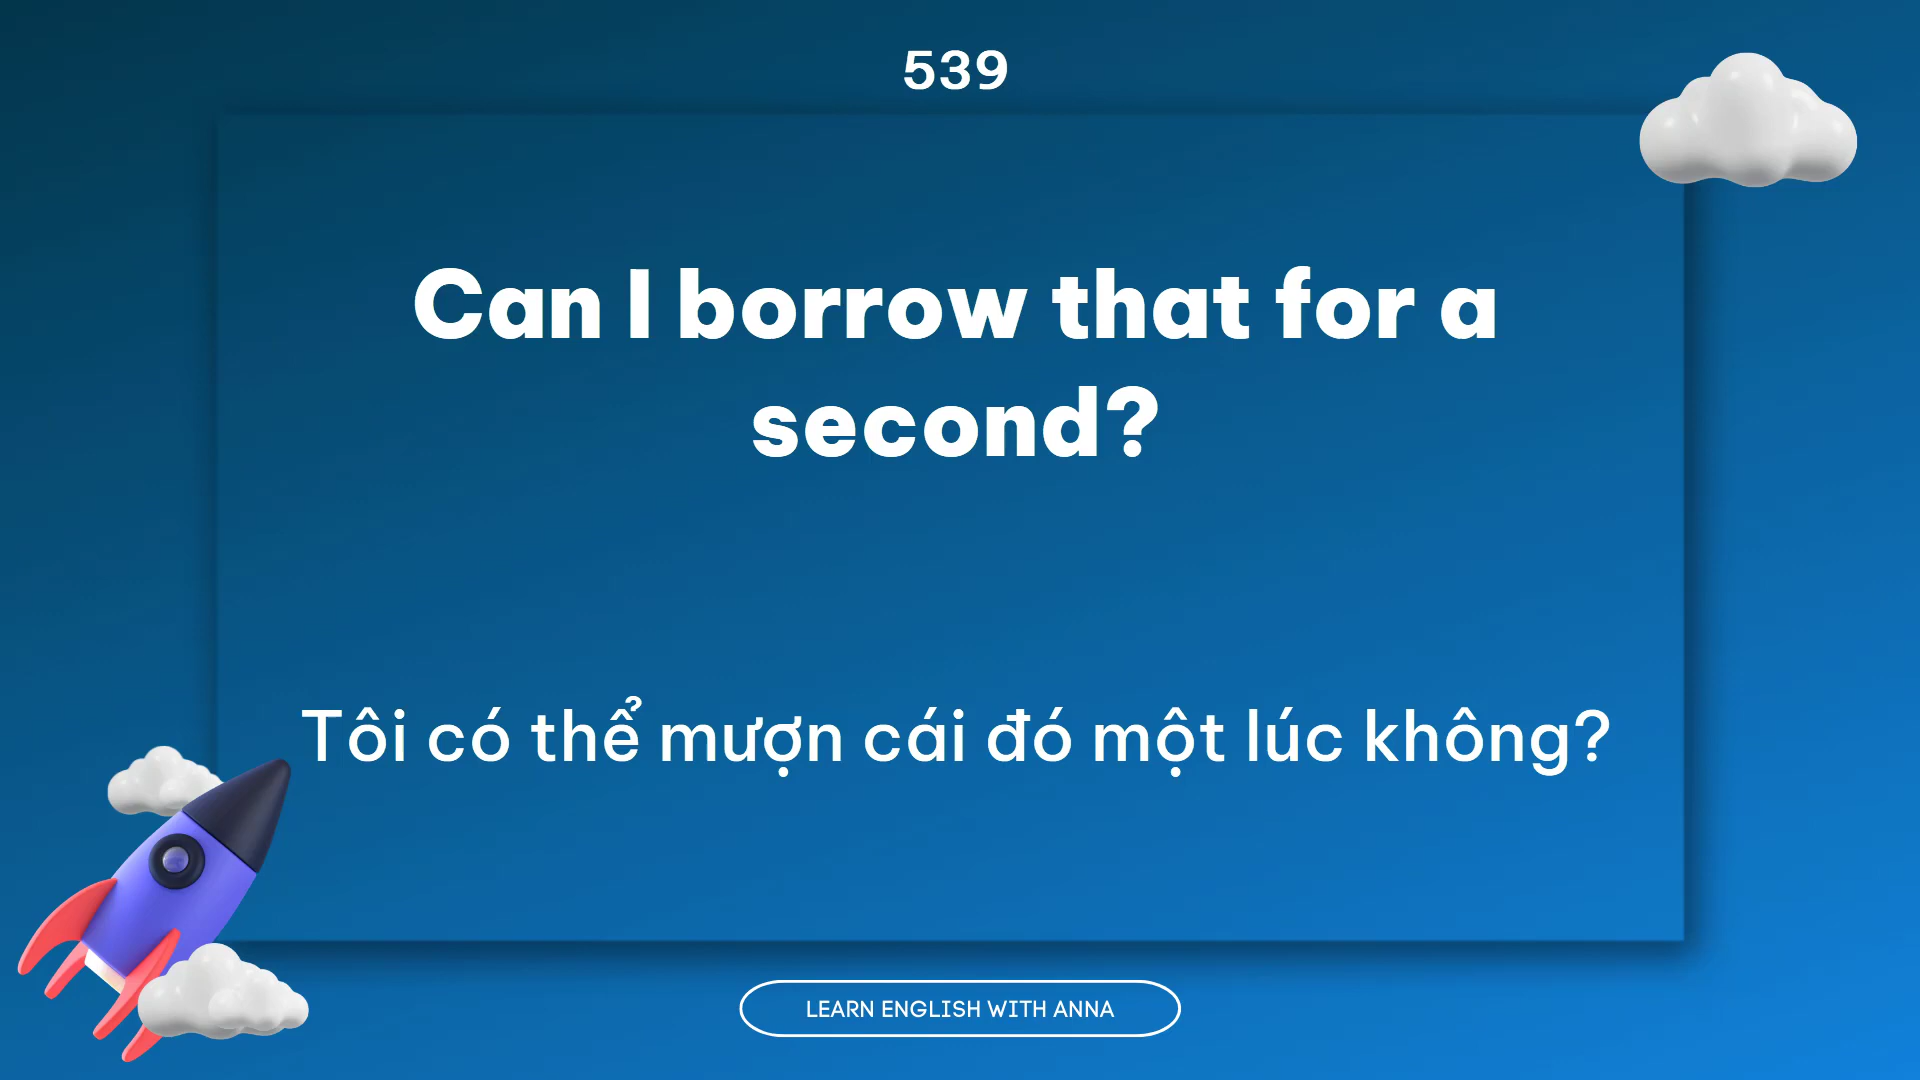 539
Can I borrow that for a
second?
Tôi có thể mượn cái đó một lúc không?
LEARN ENGLISH WITH ANNA